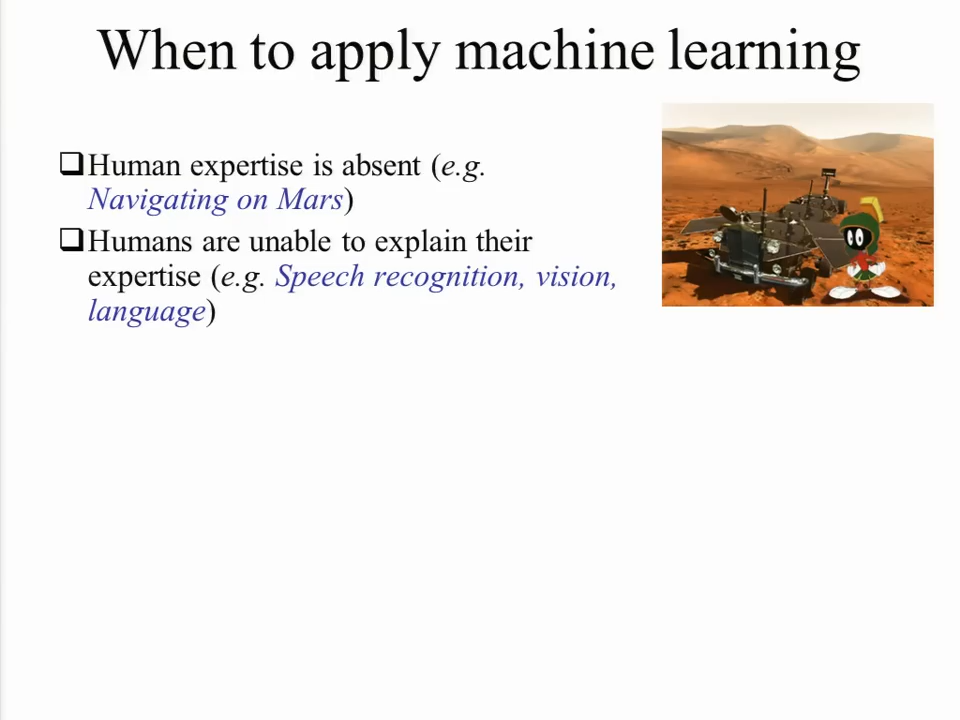 When to apply machine learning
❑Human expertise is absent (e.g.
Navigating on Mars)
❑Humans are unable to explain their
expertise (e.g. Speech recognition, vision,
language)